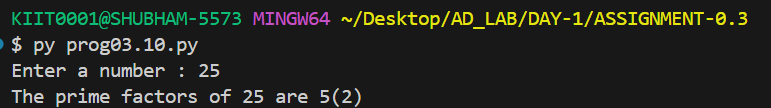 KIIT0001@SHUBHAM-5573 MINGW64 ~/Desktop/AD_LAB/DAY-1/ASSIGNMENT-0.3
$ py prog03.10.py
Enter a number : 25
The prime factors of 25 are 5(2)